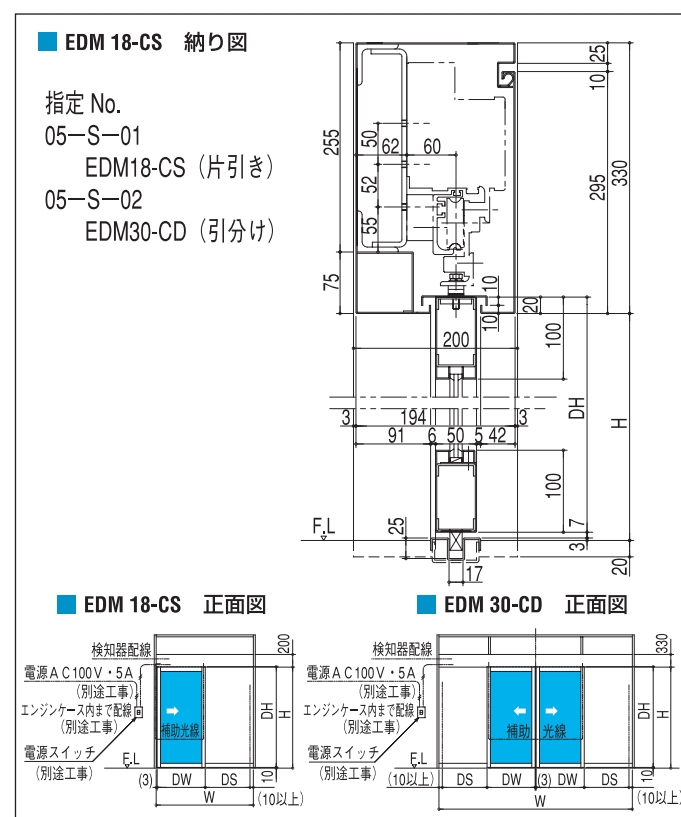 EDM 18-CS 納り図
指定 No.
05−S−01
EDM18-CS（片引き）
05−S−02
EDM30-CD（引分け）
255
75
50
62
60
52
55
25
10
295
330
10
10
20
200
100
DH
H
3
194
3
91
6
50
5
42
100
F.L
25
7
3
17
20
EDM 18-CS 正面図
検知器配線
200
電源AC100V・5A
(別途工事)
エンジンケース内まで配線
(別途工事)
補助光線
電源スイッチ
(別途工事)
F.L
DH
H
10
(3)
DW
DS
(10以上)
W
EDM 30-CD 正面図
検知器配線
330
電源AC100V・5A
(別途工事)
エンジンケース内まで配線
(別途工事)
補助 光線
電源スイッチ
(別途工事)
F.L
DH
H
10
(10以上)
DS
DW
(3)
DW
DS
(10以上)
W